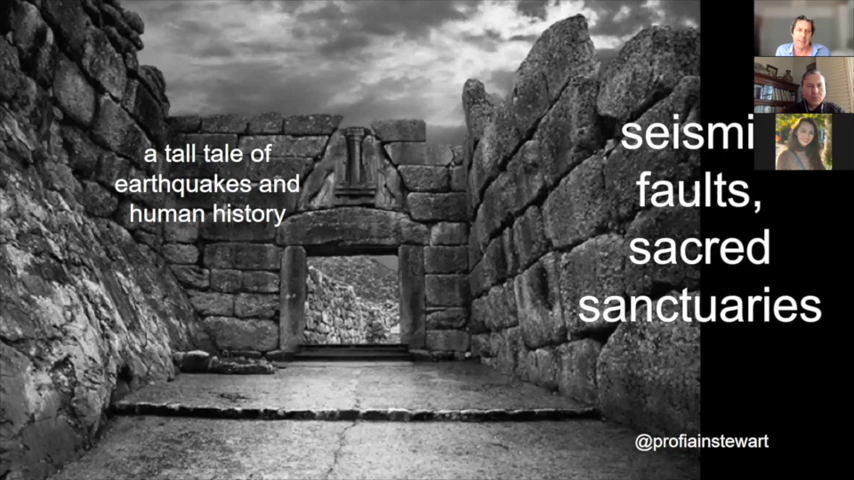 a tall tale of
earthquakes and
human history
seismi
faults,
sacred
sanctuaries
@profiainstewart